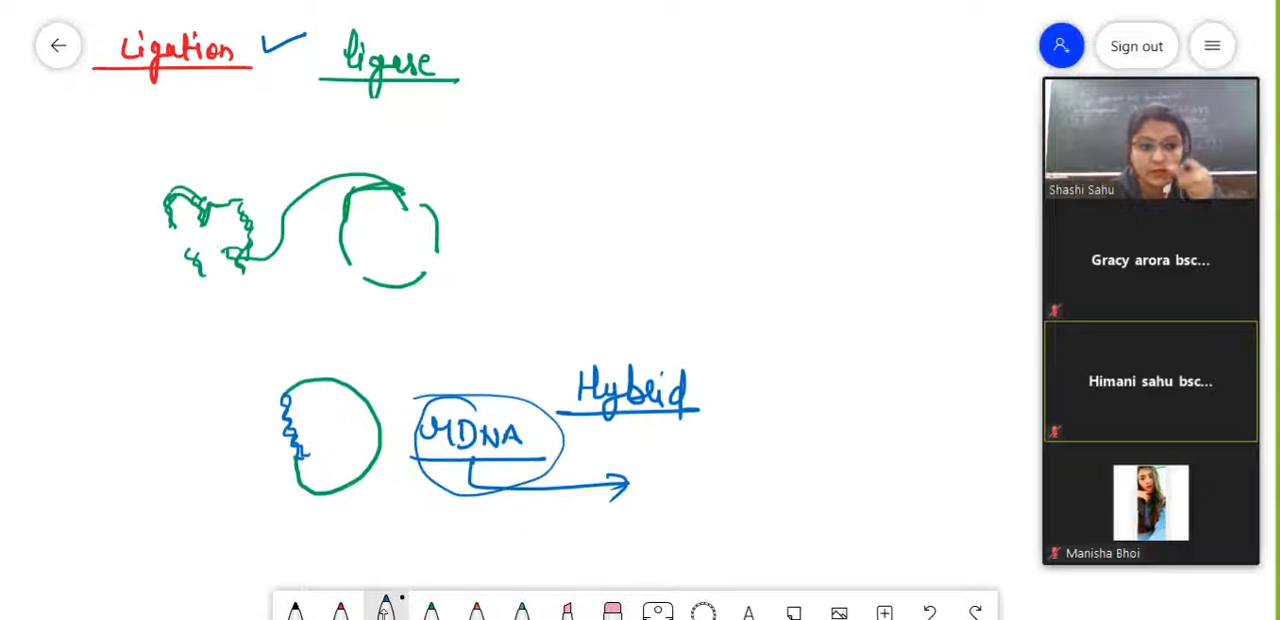 Ligation ligase
Sign out
Shashi Sahu
Gracy arora bsc...
Himani sahu bsc...
Hybrid
rDNA
Manisha Bhoi
A